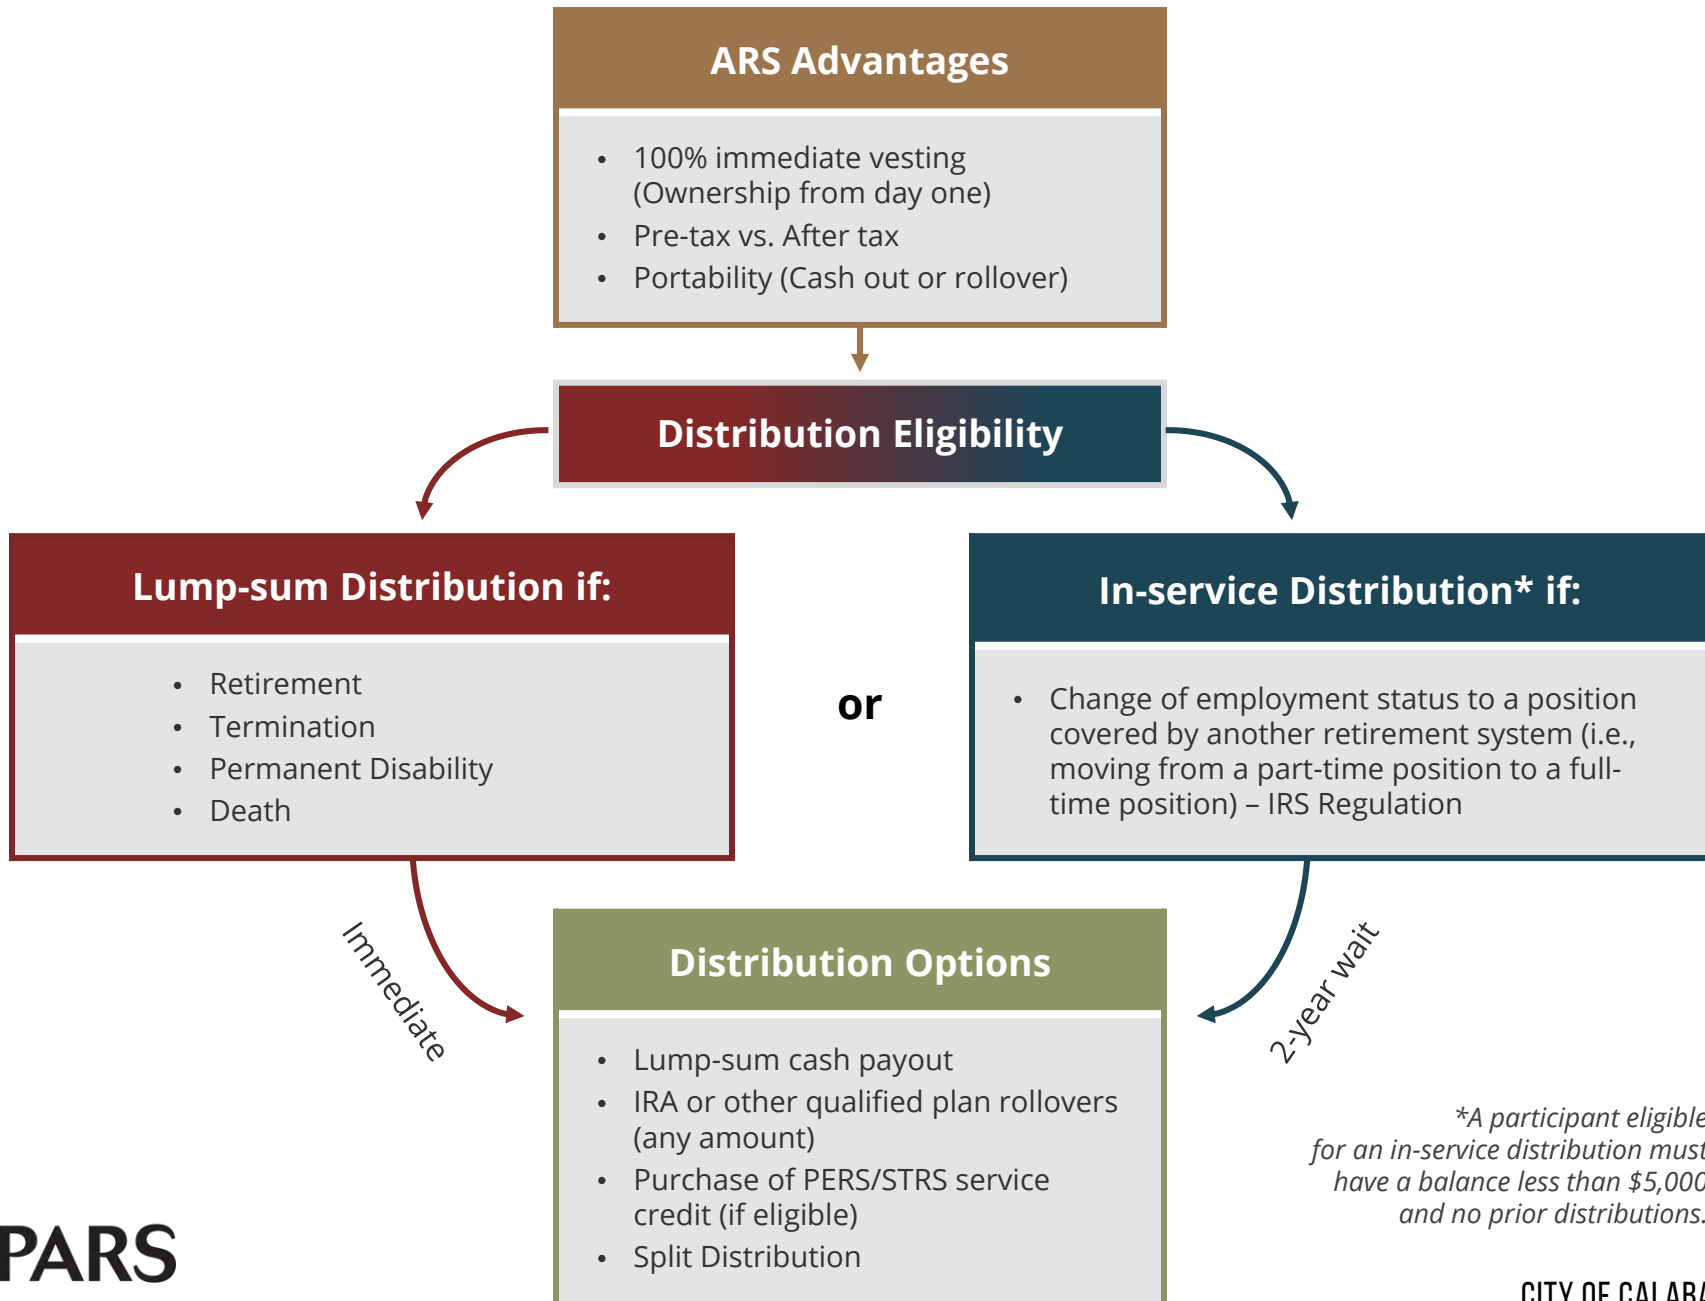 ARS Advantages
• 100% immediate vesting
(Ownership from day one)
• Pre-tax vs. After tax
• Portability (Cash out or rollover)
Distribution Eligibility
Lump-sum Distribution if:
• Retirement
• Termination
• Permanent Disability
• Death
or
In-service Distribution* if:
• Change of employment status to a position
covered by another retirement system (i.e.,
moving from a part-time position to a full-
time position) – IRS Regulation
Immediate
2-year wait
Distribution Options
• Lump-sum cash payout
• IRA or other qualified plan rollovers
(any amount)
• Purchase of PERS/STRS service
credit (if eligible)
• Split Distribution
*A participant eligible
for an in-service distribution must
have a balance less than $5,000
and no prior distributions.
PARS
CITY OF